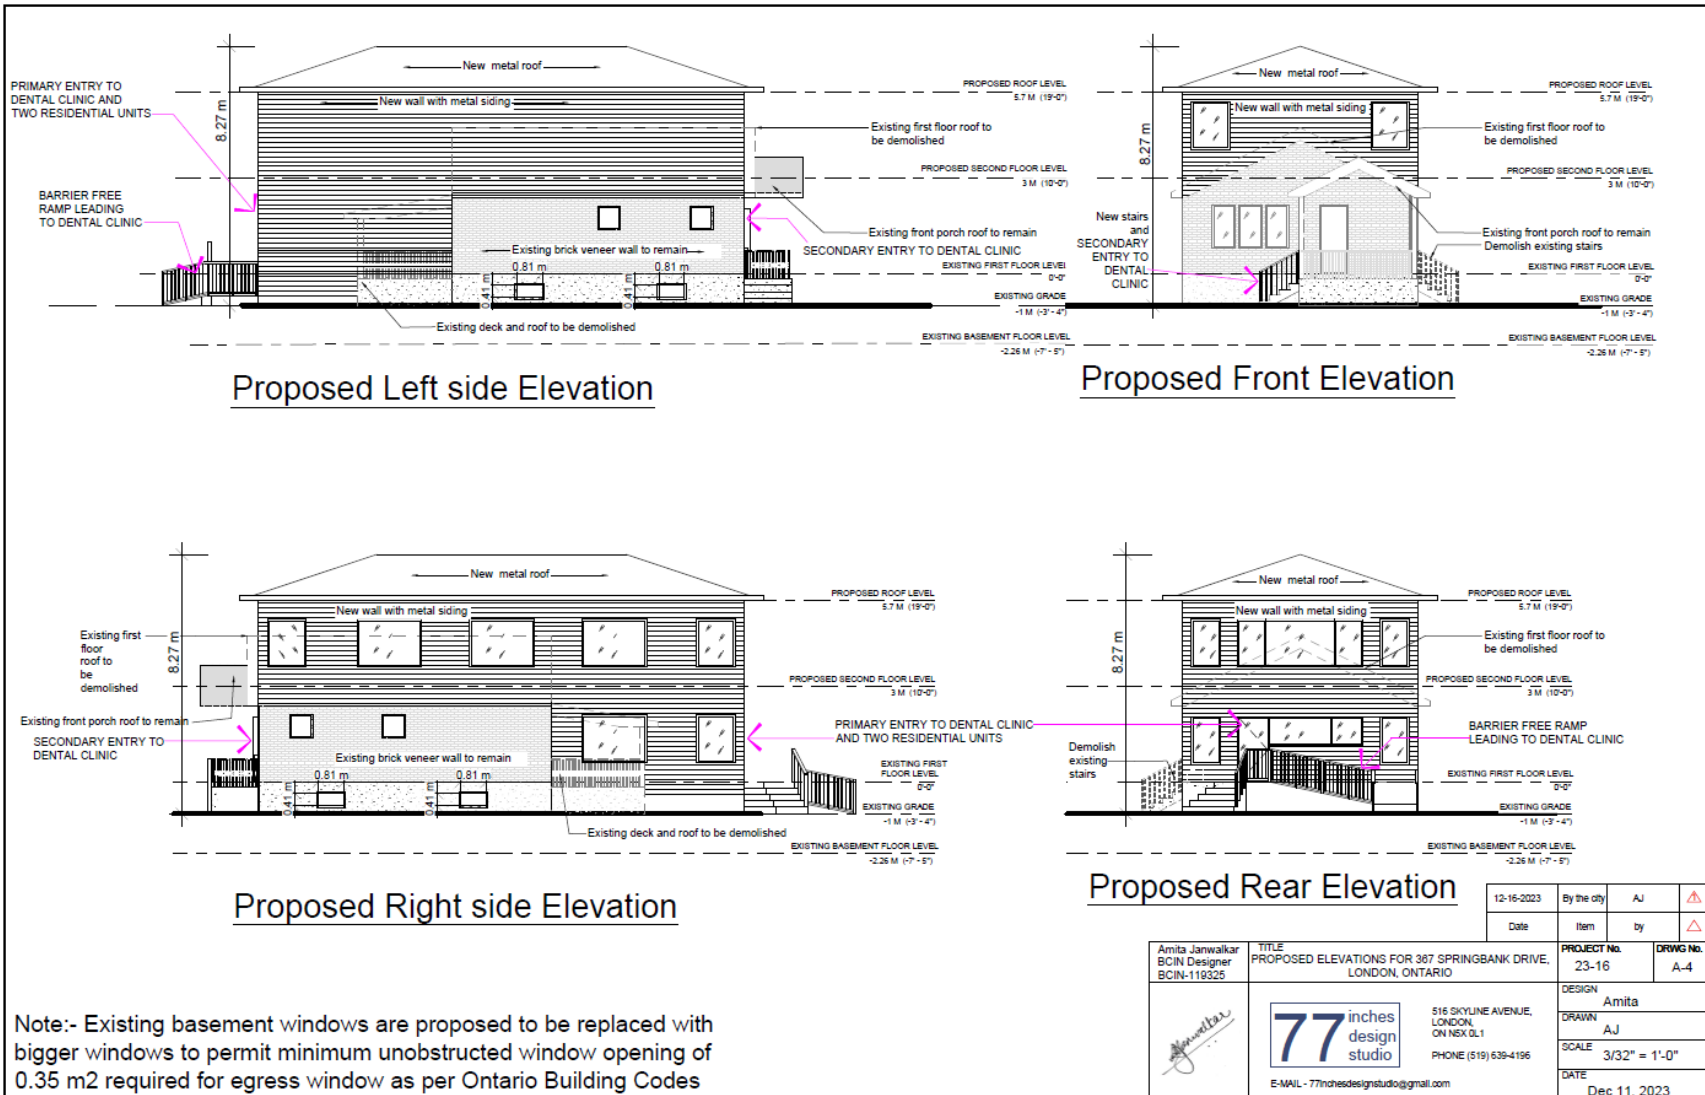 New metal roof
PRIMARY ENTRY TO
DENTAL CLINIC AND
TWO RESIDENTIAL UNITS
8.27 m
New wall with metal siding
PROPOSED ROOF LEVEL
5.7 M (19'-0")
Existing first floor roof to
be demolished
PROPOSED SECOND FLOOR LEVEL
3 M (10'-0")
BARRIER FREE
RAMP LEADING
TO DENTAL CLINIC
Existing front porch roof to remain
SECONDARY ENTRY TO DENTAL CLINIC
Existing brick veneer wall to remain
0.81 m
0.81 m
0.41 m
0.41 m
EXISTING FIRST FLOOR LEVEl
0'-0"
EXISTING GRADE
-1 M (-3' - 4")
Existing deck and roof to be demolished
EXISTING BASEMENT FLOOR LEVEL
-2.26 M (-7' - 5")
Proposed Left side Elevation
New metal roof
8.27 m
New wall with metal siding
PROPOSED ROOF LEVEL
5.7 M (19'-0")
Existing first floor roof to
be demolished
PROPOSED SECOND FLOOR LEVEL
3 M (10'-0")
New stairs
and
SECONDARY
ENTRY TO
DENTAL
CLINIC
Existing front porch roof to remain
Demolish existing stairs
EXISTING FIRST FLOOR LEVEL
0'-0"
EXISTING GRADE
-1 M (-3' - 4")
EXISTING BASEMENT FLOOR LEVEL
-2.26 M (-7' - 5")
Proposed Front Elevation
New metal roof
New wall with metal siding
PROPOSED ROOF LEVEL
5.7 M (19'-0")
Existing first
floor
roof to
be
demolished
8.27 m
PROPOSED SECOND FLOOR LEVEL
3 M (10'-0")
Existing front porch roof to remain
SECONDARY ENTRY TO
DENTAL CLINIC
PRIMARY ENTRY TO DENTAL CLINIC
AND TWO RESIDENTIAL UNITS
Existing brick veneer wall to remain
0.81 m
0.81 m
0.41 m
0.41 m
EXISTING FIRST
FLOOR LEVEL
0'-0"
EXISTING GRADE
-1 M (-3' - 4")
Existing deck and roof to be demolished
EXISTING BASEMENT FLOOR LEVEL
-2.26 M (-7' - 5")
Proposed Right side Elevation
New metal roof
New wall with metal siding
PROPOSED ROOF LEVEL
5.7 M (19'-0")
8.27 m
Existing first floor roof to
be demolished
PROPOSED SECOND FLOOR LEVEL
3 M (10'-0")
BARRIER FREE RAMP
LEADING TO DENTAL CLINIC
Demolish
existing
stairs
EXISTING FIRST FLOOR LEVEL
0'-0"
EXISTING GRADE
-1 M (-3' - 4")
EXISTING BASEMENT FLOOR LEVEL
-2.26 M (-7' - 5")
Proposed Rear Elevation
12-16-2023 By the city AJ
Date Item by
Amita Janwalkar
BCIN Designer
BCIN-119325
TITLE
PROPOSED ELEVATIONS FOR 367 SPRINGBANK DRIVE,
LONDON, ONTARIO
PROJECT No.
23-16
DRWG No.
A-4
DESIGN
Amita
DRAWN
AJ
SCALE
3/32" = 1'-0"
DATE
Dec 11, 2023
77 inches
design
studio
516 SKYLINE AVENUE,
LONDON,
ON N5X 0L1
PHONE (519) 639-4196
E-MAIL - 77inchesdesignstudio@gmail.com
Note:- Existing basement windows are proposed to be replaced with
bigger windows to permit minimum unobstructed window opening of
0.35 m2 required for egress window as per Ontario Building Codes